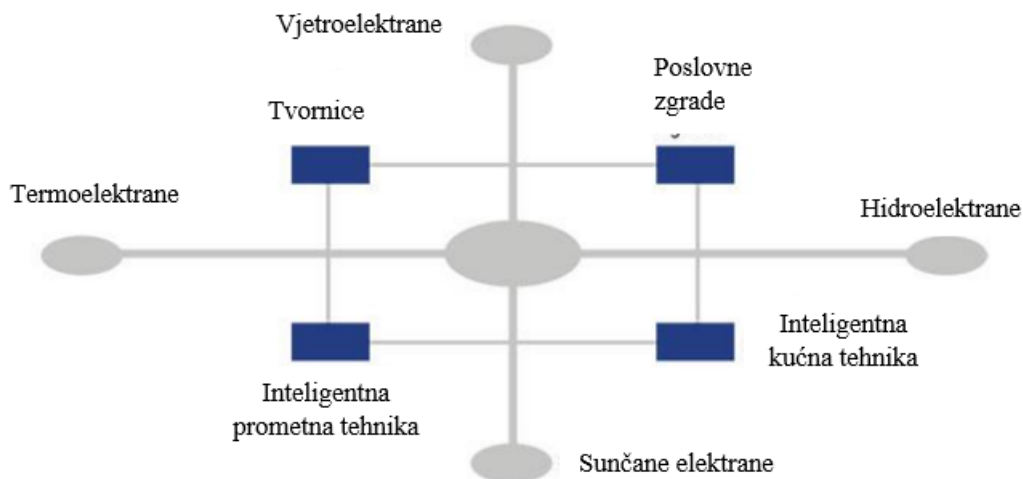 Vjetroelektrane
Poslovne
zgrade
Tvornice
Termoelektrane
Hidroelektrane
Inteligentna
kućna tehnika
Inteligentna
prometna tehnika
Sunčane elektrane